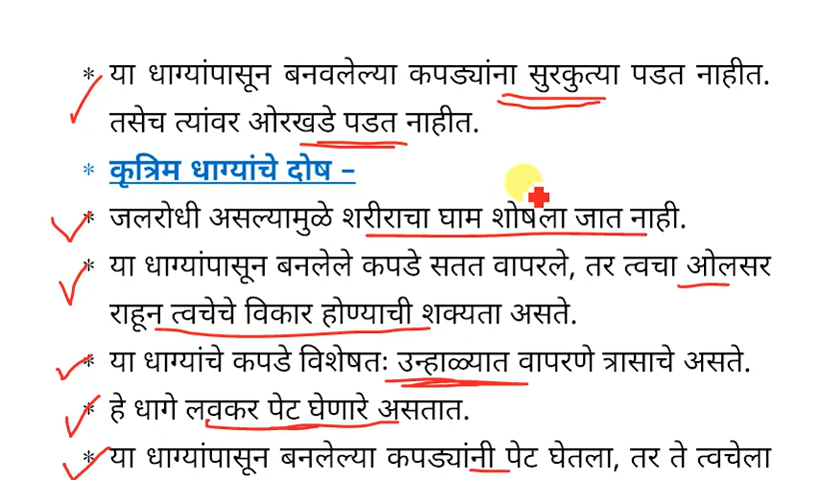 * या धाग्यांपासून बनवलेल्या कपड्यांना सुरकुत्या पडत नाहीत.
तसेच त्यांवर ओरखडे पडत नाहीत.
* कृत्रिम धाग्यांचे दोष –
* जलरोधी असल्यामुळे शरीराचा घाम शोषला जात नाही.
* या धाग्यांपासून बनलेले कपडे सतत वापरले, तर त्वचा ओलसर
राहून त्वचेचे विकार होण्याची शक्यता असते.
* या धाग्यांचे कपडे विशेषतः उन्हाळ्यात वापरणे त्रासाचे असते.
* हे धागे लवकर पेट घेणारे असतात.
* या धाग्यांपासून बनलेल्या कपड्यांनी पेट घेतला, तर ते त्वचेला